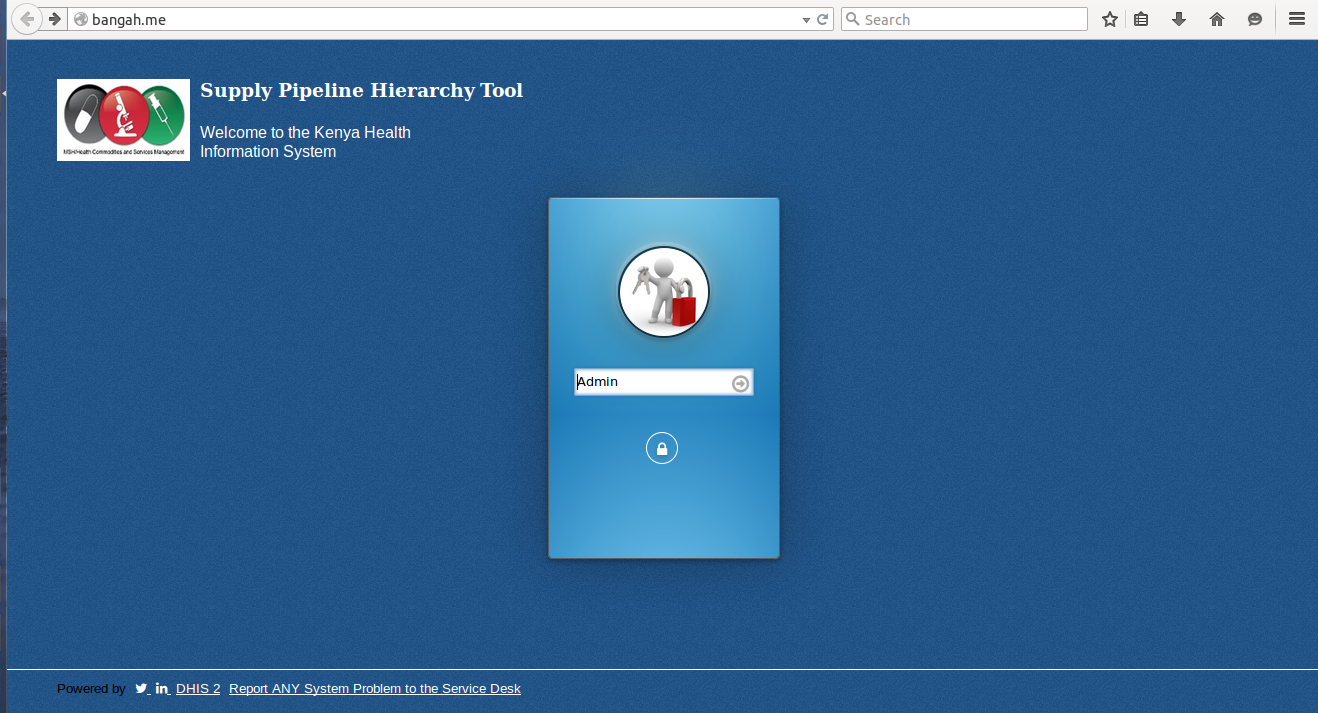 bangah.me
Search
Supply Pipeline Hierarchy Tool
Welcome to the Kenya Health
Information System
MSH/Health Commodities and Services Management
Admin
Powered by DHIS 2 Report ANY System Problem to the Service Desk